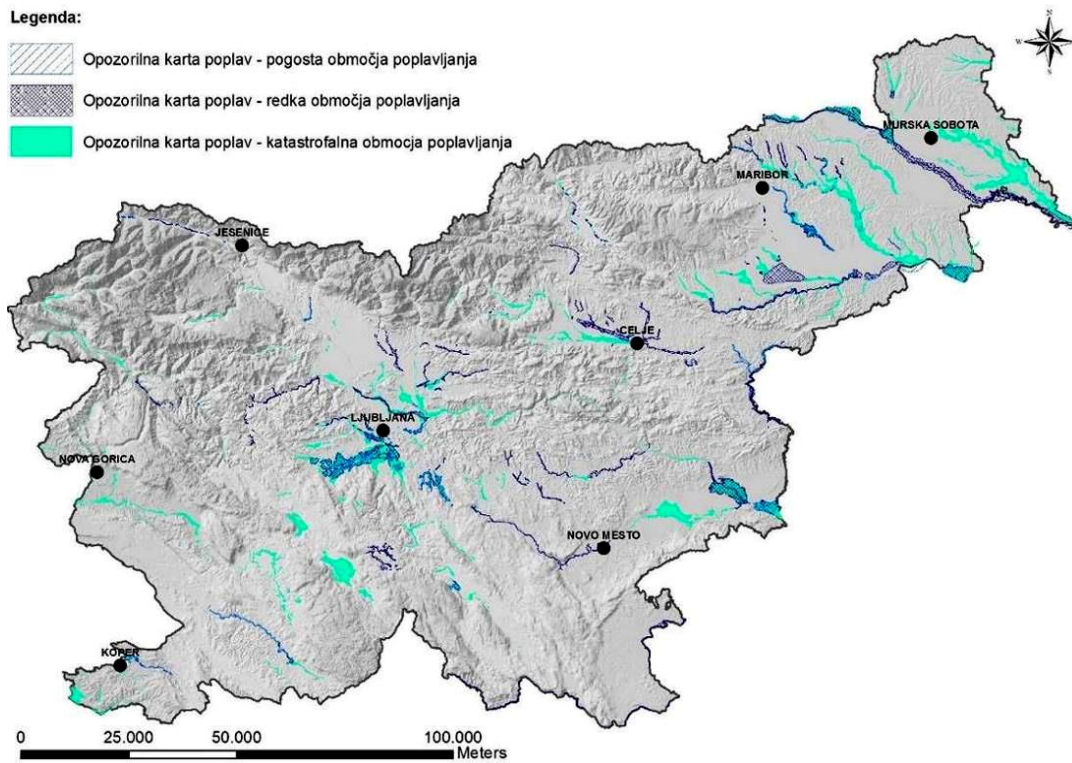 Legenda:
Opozorilna karta poplav - pogosta območja poplavljanja
Opozorilna karta poplav - redka območja poplavljanja
Opozorilna karta poplav - katastrofalna obmocja poplavljanja
N
W
S
MURSKA SOBOTA
MARIBOR
JESENICE
CELJE
LJUBLJANA
NOVA GORICA
NOVO MESTO
KOPER
0 25.000 50.000 100.000
Meters